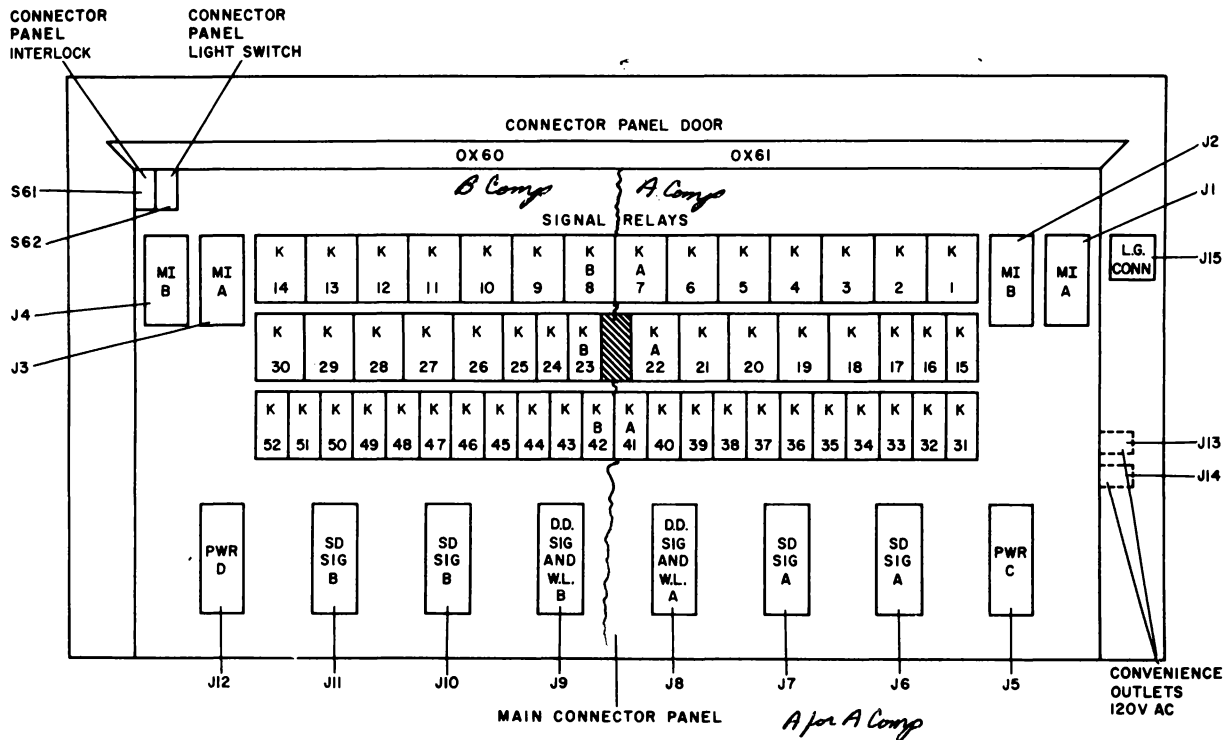 CONNECTOR
PANEL
INTERLOCK
CONNECTOR
PANEL
LIGHT SWITCH
CONNECTOR PANEL DOOR
OX60
OX61
J2
J1
S61
S62
B Comp
A Comp
SIGNAL RELAYS
MI
B
MI
A
K
14
K
13
K
12
K
11
K
10
K
9
K
B
8
K
A
7
K
6
K
5
K
4
K
3
K
2
K
1
MI
B
MI
A
L.G.
CONN
J15
J4
J3
K
30
K
29
K
28
K
27
K
26
K
25
K
24
K
B
23
K
A
22
K
21
K
20
K
19
K
18
K
17
K
16
K
15
K
52
K
51
K
50
K
49
K
48
K
47
K
46
K
45
K
44
K
43
K
B
42
K
A
41
K
40
K
39
K
38
K
37
K
36
K
35
K
34
K
33
K
32
K
31
J13
J14
PWR
D
SD
SIG
B
SD
SIG
B
D.D.
SIG
AND
W.L.
B
D.D.
SIG
AND
W.L.
A
SD
SIG
A
SD
SIG
A
PWR
C
J12
J11
J10
J9
J8
J7
J6
J5
CONVENIENCE
OUTLETS
120V AC
MAIN CONNECTOR PANEL
A for A Comp